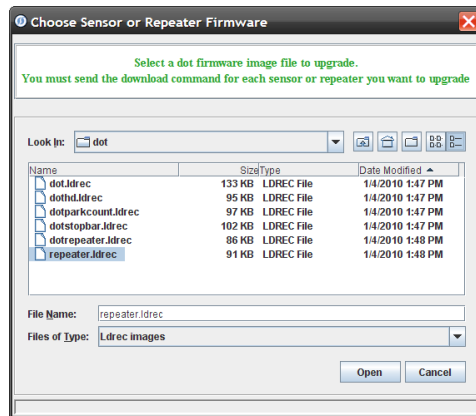 Choose Sensor or Repeater Firmware
Select a dot firmware image file to upgrade.
You must send the download command for each sensor or repeater you want to upgrade
Look In: dot
Name Size Type Date Modified
dot.ldrec 133 KB LDREC File 1/4/2010 1:47 PM
dothd.ldrec 95 KB LDREC File 1/4/2010 1:47 PM
dotparkcount.ldrec 97 KB LDREC File 1/4/2010 1:47 PM
dotstopbar.ldrec 102 KB LDREC File 1/4/2010 1:47 PM
dotrepeater.ldrec 86 KB LDREC File 1/4/2010 1:48 PM
repeater.ldrec 91 KB LDREC File 1/4/2010 1:48 PM
File Name: repeater.ldrec
Files of Type: Ldrec images
Open Cancel